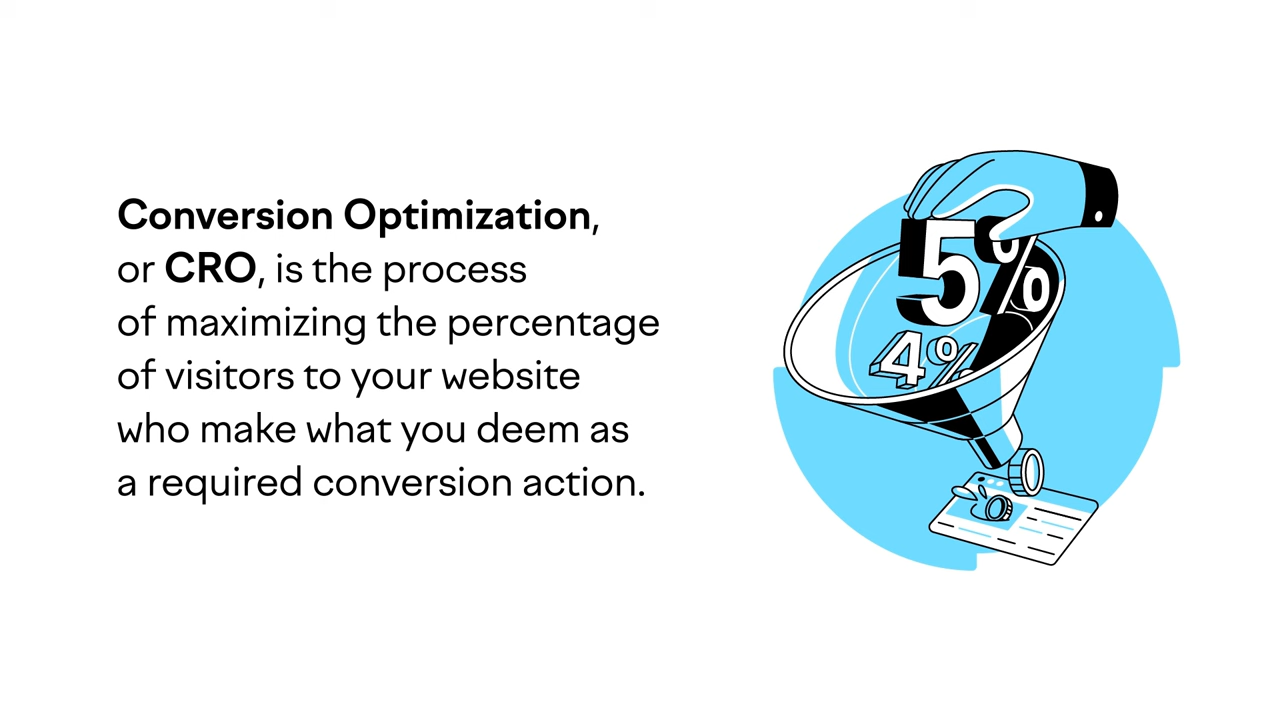 Conversion Optimization,
or CRO, is the process
of maximizing the percentage
of visitors to your website
who make what you deem as
a required conversion action.
5%
4%